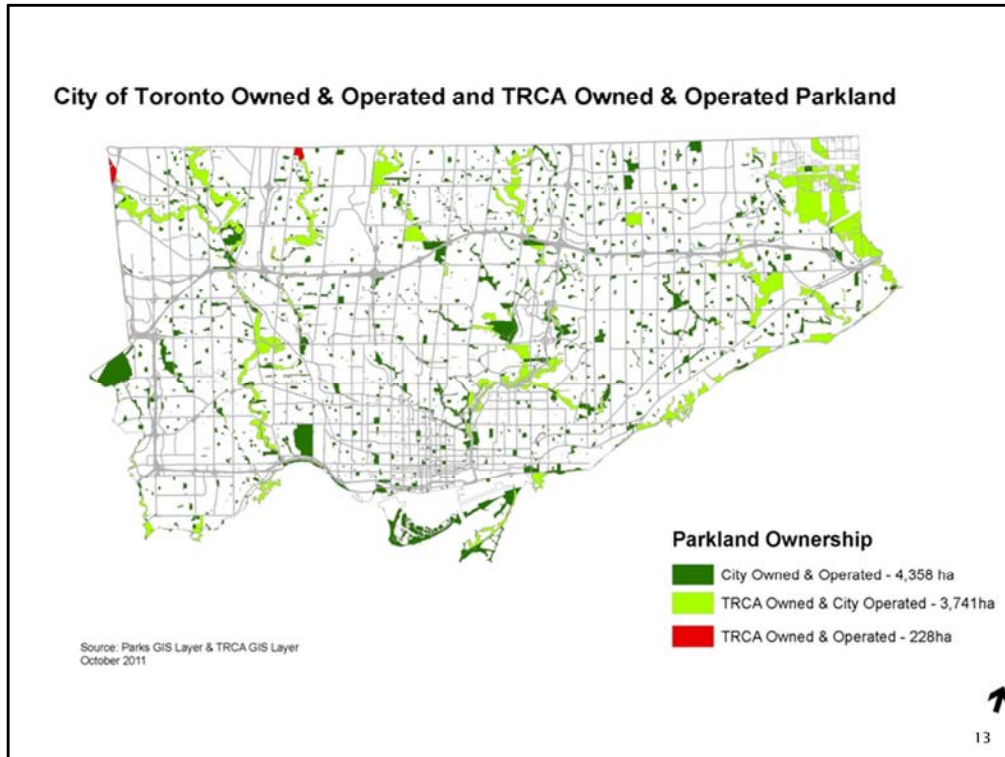 City of Toronto Owned & Operated and TRCA Owned & Operated Parkland
Parkland Ownership
City Owned & Operated - 4,358 ha
TRCA Owned & City Operated - 3,741ha
TRCA Owned & Operated - 228ha
Source: Parks GIS Layer & TRCA GIS Layer
October 2011
13